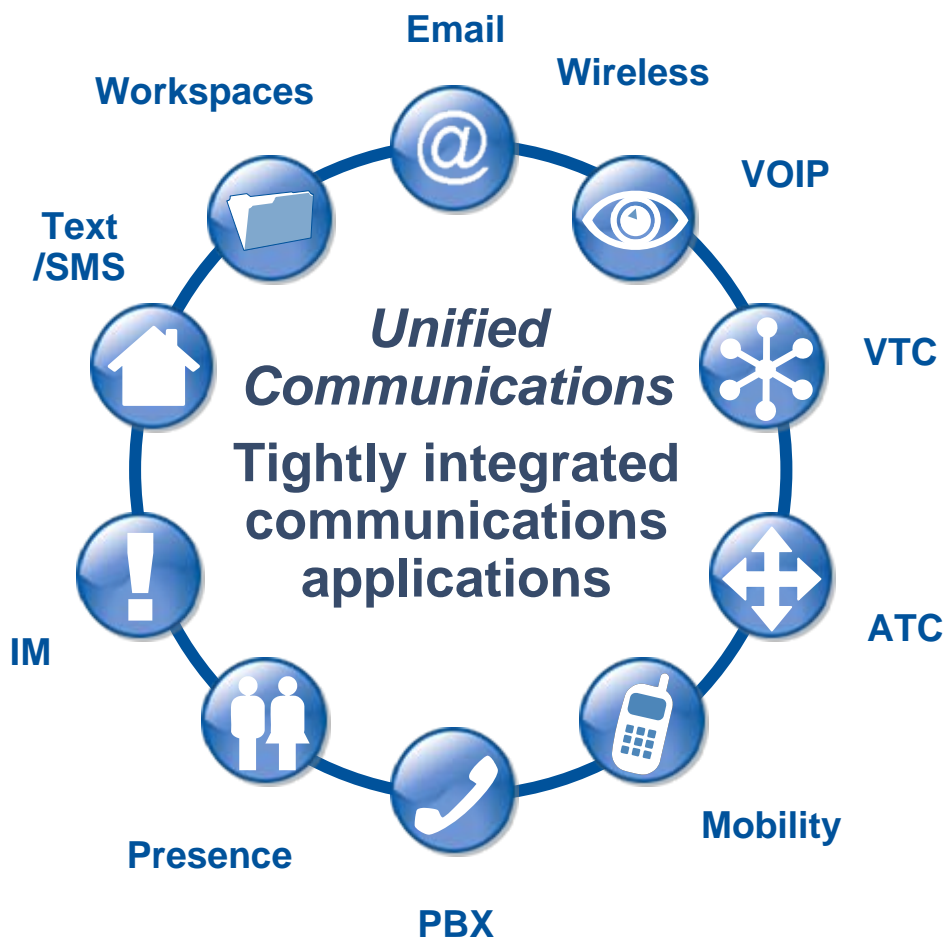 Email
Wireless
Workspaces
VOIP
Text
/SMS
@
Unified
Communications
VTC
Tightly integrated
communications
applications
!
ATC
IM
Mobility
Presence
PBX